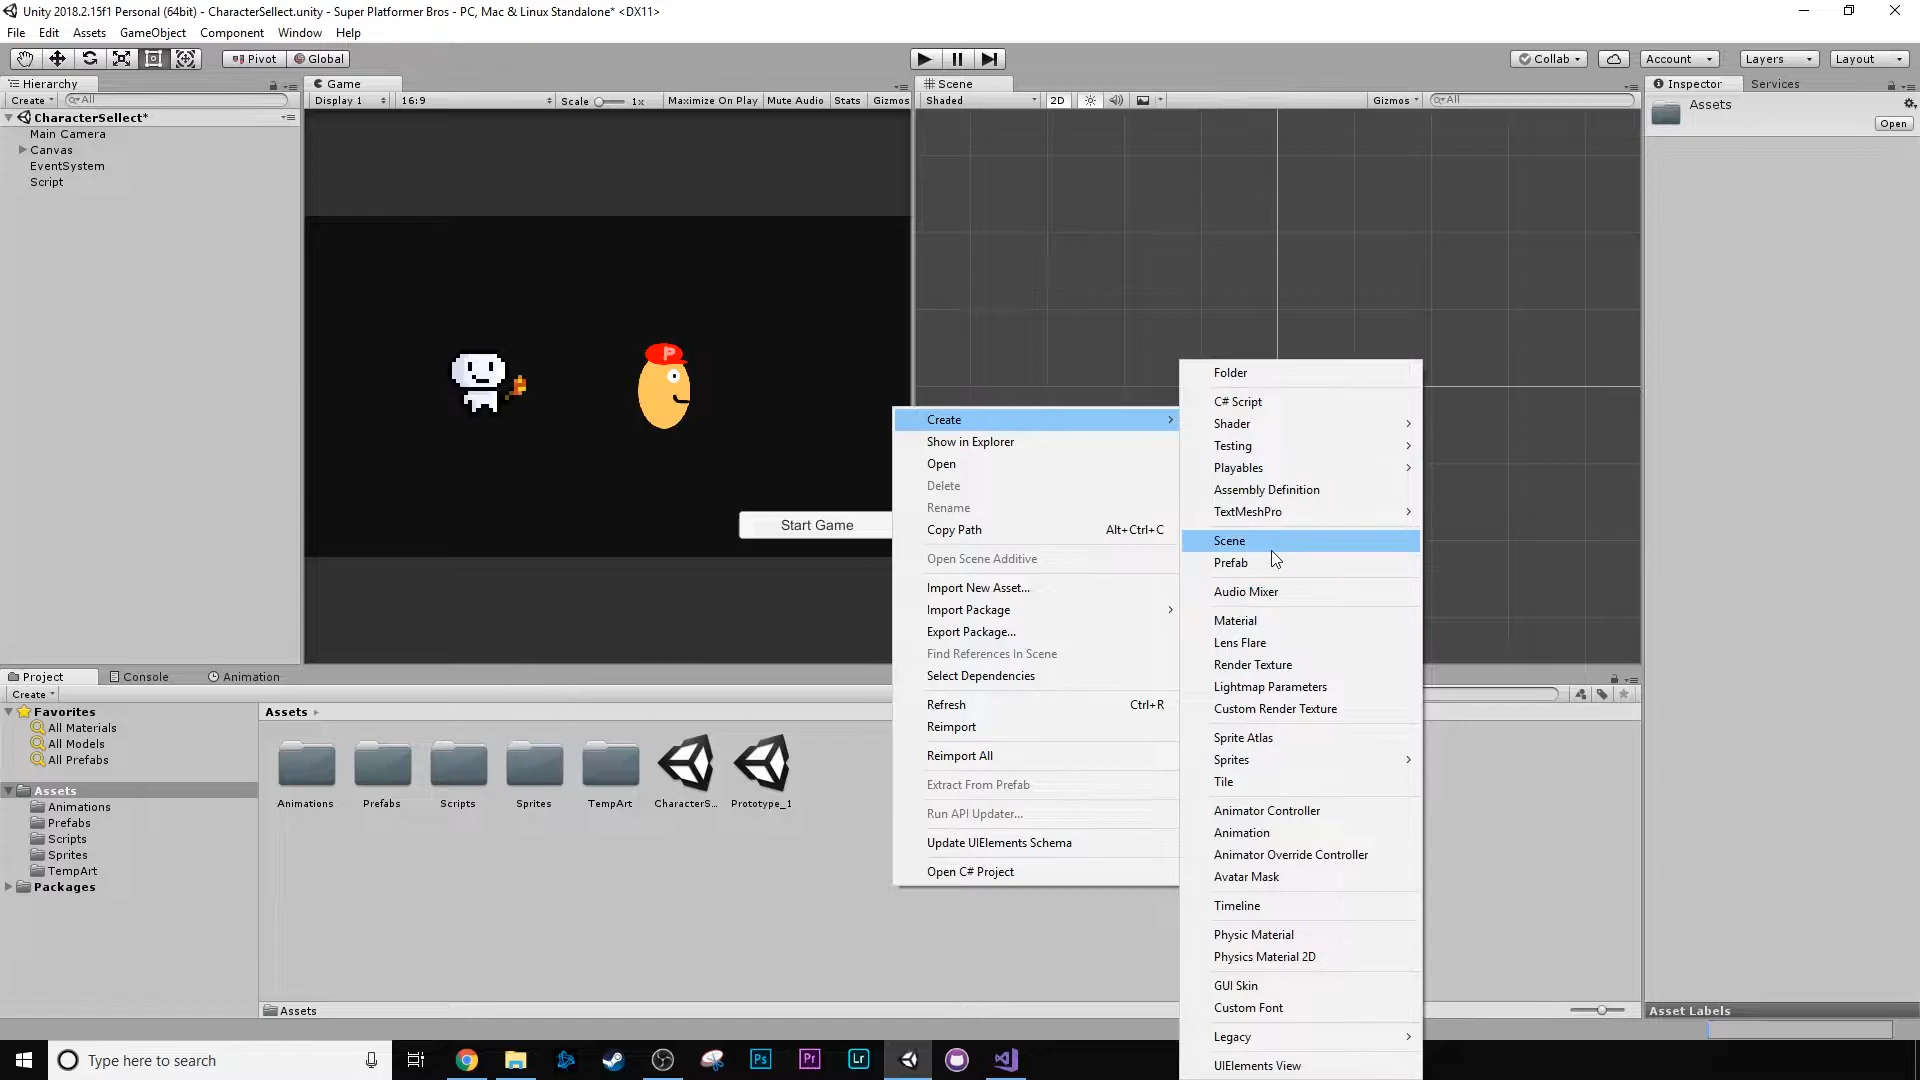 Unity 2018.2.15f1 Personal (64bit) - CharacterSellect.unity - Super Platformer Bros - PC, Mac & Linux Standalone* <DX11>
File Edit Assets GameObject Component Window Help
Pivot Global Collab Account Layers Layout
Hierarchy Game Scene Inspector Services
Create All Display 1 16:9 Scale 1x Maximize On Play Mute Audio Stats Gizmos Shaded 2D Gizmos All Assets
Open
CharacterSellect*
Main Camera
Canvas
EventSystem
Script
P
Start Game
Create
Show in Explorer
Open
Delete
Rename
Copy Path Alt+Ctrl+C
Open Scene Additive
Import New Asset...
Import Package
Export Package...
Find References In Scene
Select Dependencies
Refresh Ctrl+R
Reimport
Reimport All
Extract From Prefab
Run API Updater...
Update UIElements Schema
Open C# Project
Folder
C# Script
Shader
Testing
Playables
Assembly Definition
TextMeshPro
Scene
Prefab
Audio Mixer
Material
Lens Flare
Render Texture
Lightmap Parameters
Custom Render Texture
Sprite Atlas
Sprites
Tile
Animator Controller
Animation
Animator Override Controller
Avatar Mask
Timeline
Physic Material
Physics Material 2D
GUI Skin
Custom Font
Legacy
UIElements View
Project Console Animation
Create
Favorites
All Materials
All Models
All Prefabs
Assets
Animations
Prefabs
Scripts
Sprites
TempArt
Packages
Assets
Animations Prefabs Scripts Sprites TempArt CharacterS... Prototype_1
Assets
Asset Labels
Type here to search
Ps Pr Lr